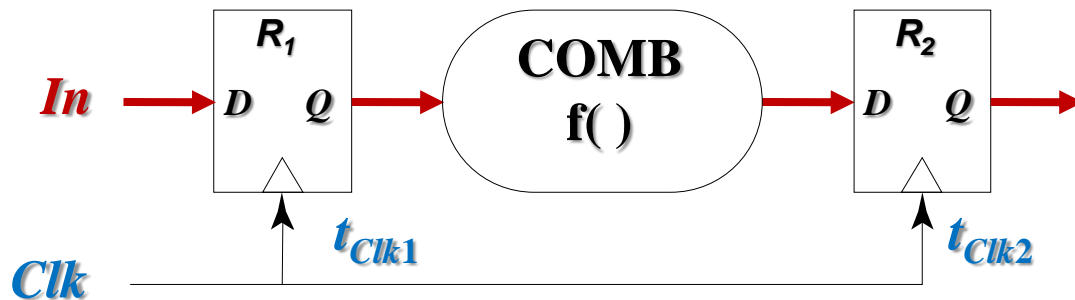 R1
R2
COMB
f( )
In
D
Q
D
Q
tClk1
tClk2
Clk